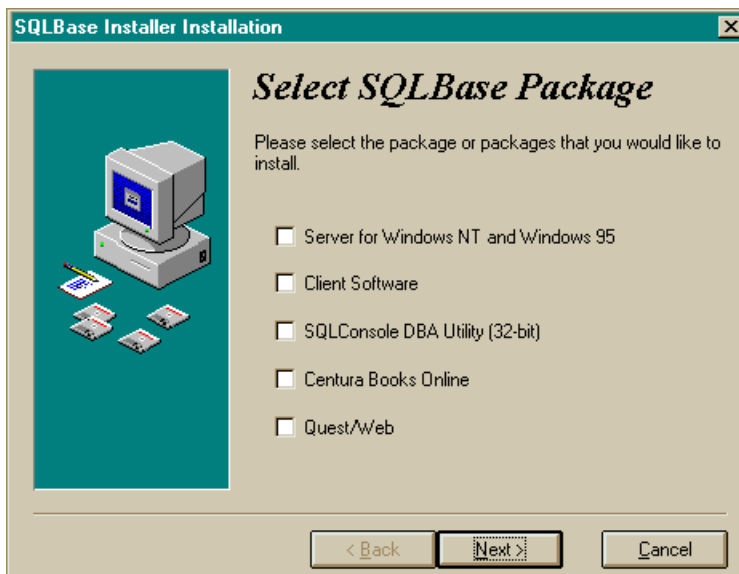 SQLBase Installer Installation
Select SQLBase Package
Please select the package or packages that you would like to
install.
Server for Windows NT and Windows 95
Client Software
SQLConsole DBA Utility (32-bit)
Centura Books Online
Quest/Web
< Back Next > Cancel